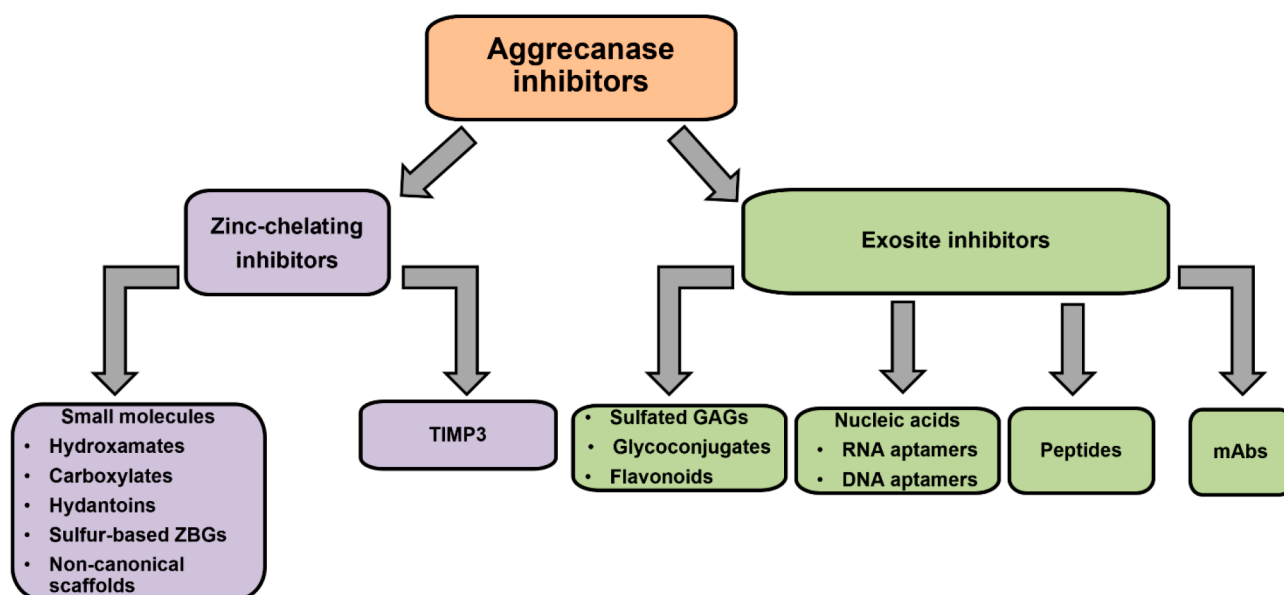 Aggrecanase
inhibitors
Zinc-chelating
inhibitors
Exosite inhibitors
Small molecules
• Hydroxamates
• Carboxylates
• Hydantoins
• Sulfur-based ZBGs
• Non-canonical
scaffolds
TIMP3
• Sulfated GAGs
• Glycoconjugates
• Flavonoids
Nucleic acids
• RNA aptamers
• DNA aptamers
Peptides
mAbs